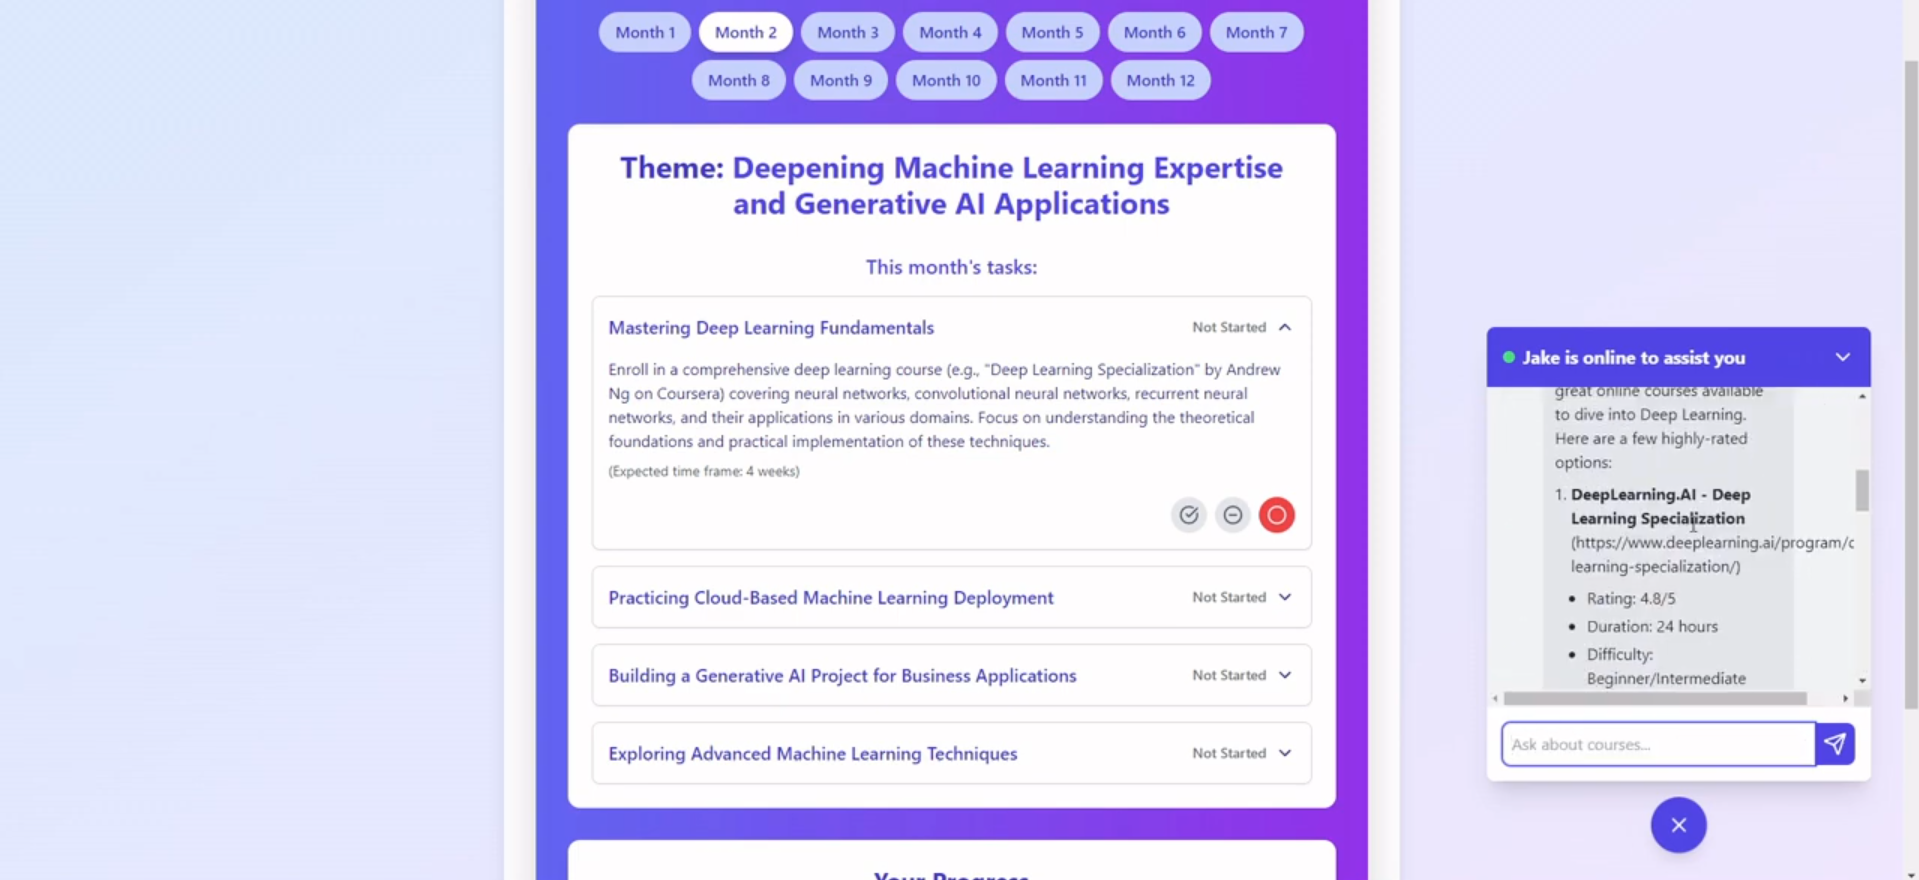 Month 1 Month 2 Month 3 Month 4 Month 5 Month 6 Month 7
Month 8 Month 9 Month 10 Month 11 Month 12
Theme: Deepening Machine Learning Expertise
and Generative AI Applications
This month's tasks:
Mastering Deep Learning Fundamentals Not Started
Enroll in a comprehensive deep learning course (e.g., "Deep Learning Specialization" by Andrew
Ng on Coursera) covering neural networks, convolutional neural networks, recurrent neural
networks, and their applications in various domains. Focus on understanding the theoretical
foundations and practical implementation of these techniques.
(Expected time frame: 4 weeks)
Practicing Cloud-Based Machine Learning Deployment Not Started
Building a Generative AI Project for Business Applications Not Started
Exploring Advanced Machine Learning Techniques Not Started
Your Progress
Jake is online to assist you
great online courses available
to dive into Deep Learning.
Here are a few highly-rated
options:
1. DeepLearning.AI - Deep
Learning Specialization
(https://www.deeplearning.ai/program/
learning-specialization/)
• Rating: 4.8/5
• Duration: 24 hours
• Difficulty:
Beginner/Intermediate
Ask about courses...